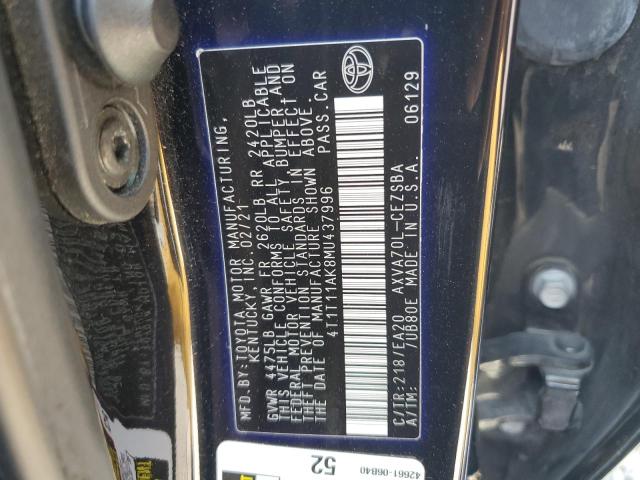 MFD. BY: TOYOTA MOTOR MANUFACTURING,
KENTUCKY, INC. 02/21
GVWR 4475LB GAWR FR 2620LB RR 2420LB
THIS VEHICLE CONFORMS TO ALL APPLICABLE
FEDERAL MOTOR VEHICLE SAFETY, BUMPER, AND
THEFT PREVENTION STANDARDS IN EFFECT ON
THE DATE OF MANUFACTURE SHOWN ABOVE.
4T1T11AK8MU437996 PASS. CAR
C/TR: 218/EA20 AXVA70L-CEZSBA 06129
A/TM: /UB80E MADE IN U.S.A.
52
42661-06B40